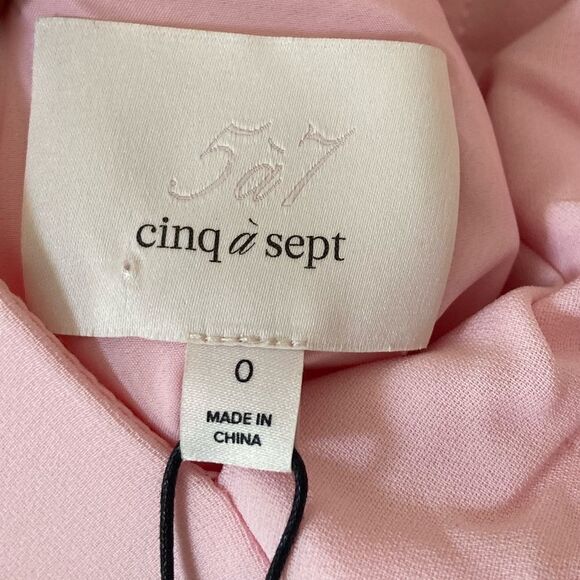 5à7
cinq à sept
0
MADE IN
CHINA